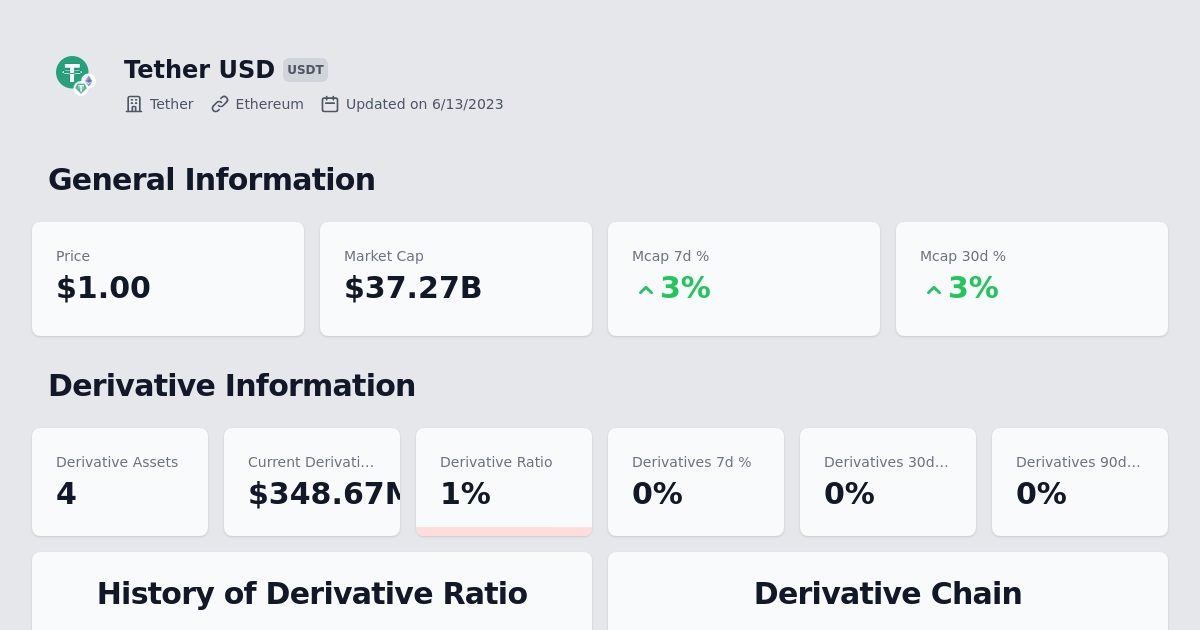 Tether USD USDT
Tether Ethereum Updated on 6/13/2023
General Information
Price
$1.00
Market Cap
$37.27B
Mcap 7d %
3%
Mcap 30d %
3%
Derivative Information
Derivative Assets
4
Current Derivati...
$348.67M
Derivative Ratio
1%
Derivatives 7d %
0%
Derivatives 30d...
0%
Derivatives 90d...
0%
History of Derivative Ratio
Derivative Chain